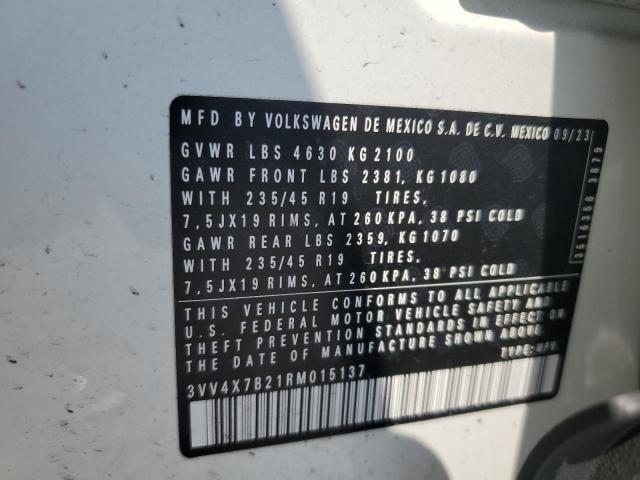 MFD BY VOLKSWAGEN DE MEXICO S.A. DE C.V. MEXICO 09/23
GVWR LBS 4630 KG 2100
GAWR FRONT LBS 2381, KG 1080
WITH 235/45 R19 TIRES,
7,5JX19 RIMS, AT 260 KPA, 38 PSI COLD
GAWR REAR LBS 2359, KG 1070
WITH 235/45 R19 TIRES,
7,5JX19 RIMS, AT 260 KPA, 38 PSI COLD
THIS VEHICLE CONFORMS TO ALL APPLICABLE
U.S. FEDERAL MOTOR VEHICLE SAFETY AND
THEFT PREVENTION STANDARDS IN EFFECT ON
THE DATE OF MANUFACTURE SHOWN ABOVE.
3VV4X7B21RM015137 TYPE: MPV
3516358 3879